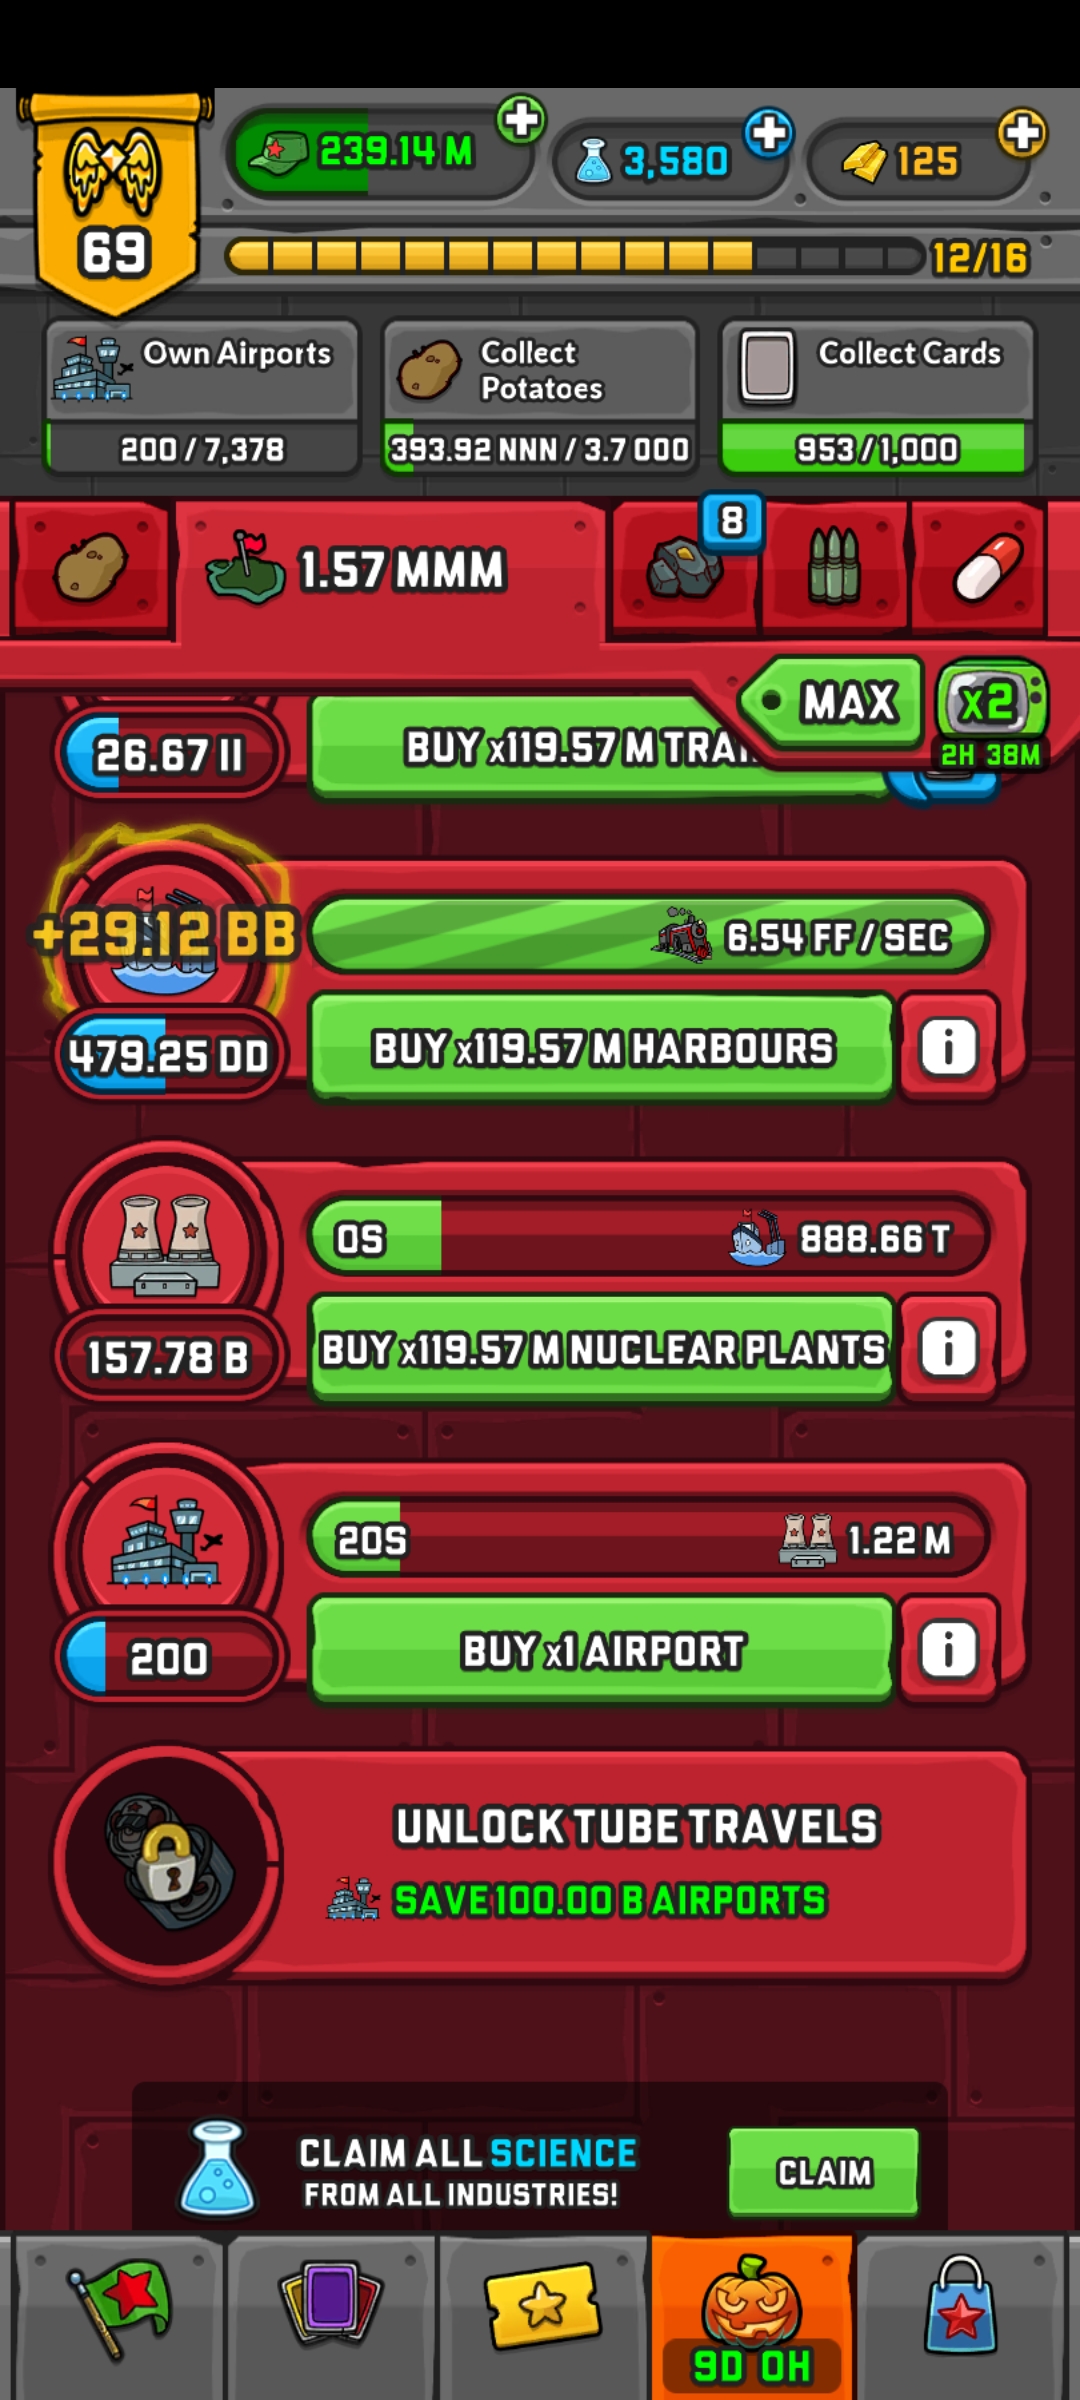 239.14 M
3,580
125
69
12/16
Own Airports
200 / 7,378
Collect
Potatoes
393.92 NNN / 3.7 OOO
Collect Cards
953 / 1,000
1.57 MMM
8
MAX
x2
2H 38M
26.67 II
BUY x119.57 M TRAI
+29.12 BB
6.54 FF / SEC
479.25 DD
BUY x119.57 M HARBOURS
i
0S
888.66 T
157.78 B
BUY x119.57 M NUCLEAR PLANTS
i
20S
1.22 M
200
BUY x1 AIRPORT
i
UNLOCK TUBE TRAVELS
SAVE 100.00 B AIRPORTS
CLAIM ALL SCIENCE
FROM ALL INDUSTRIES!
CLAIM
9D 0H